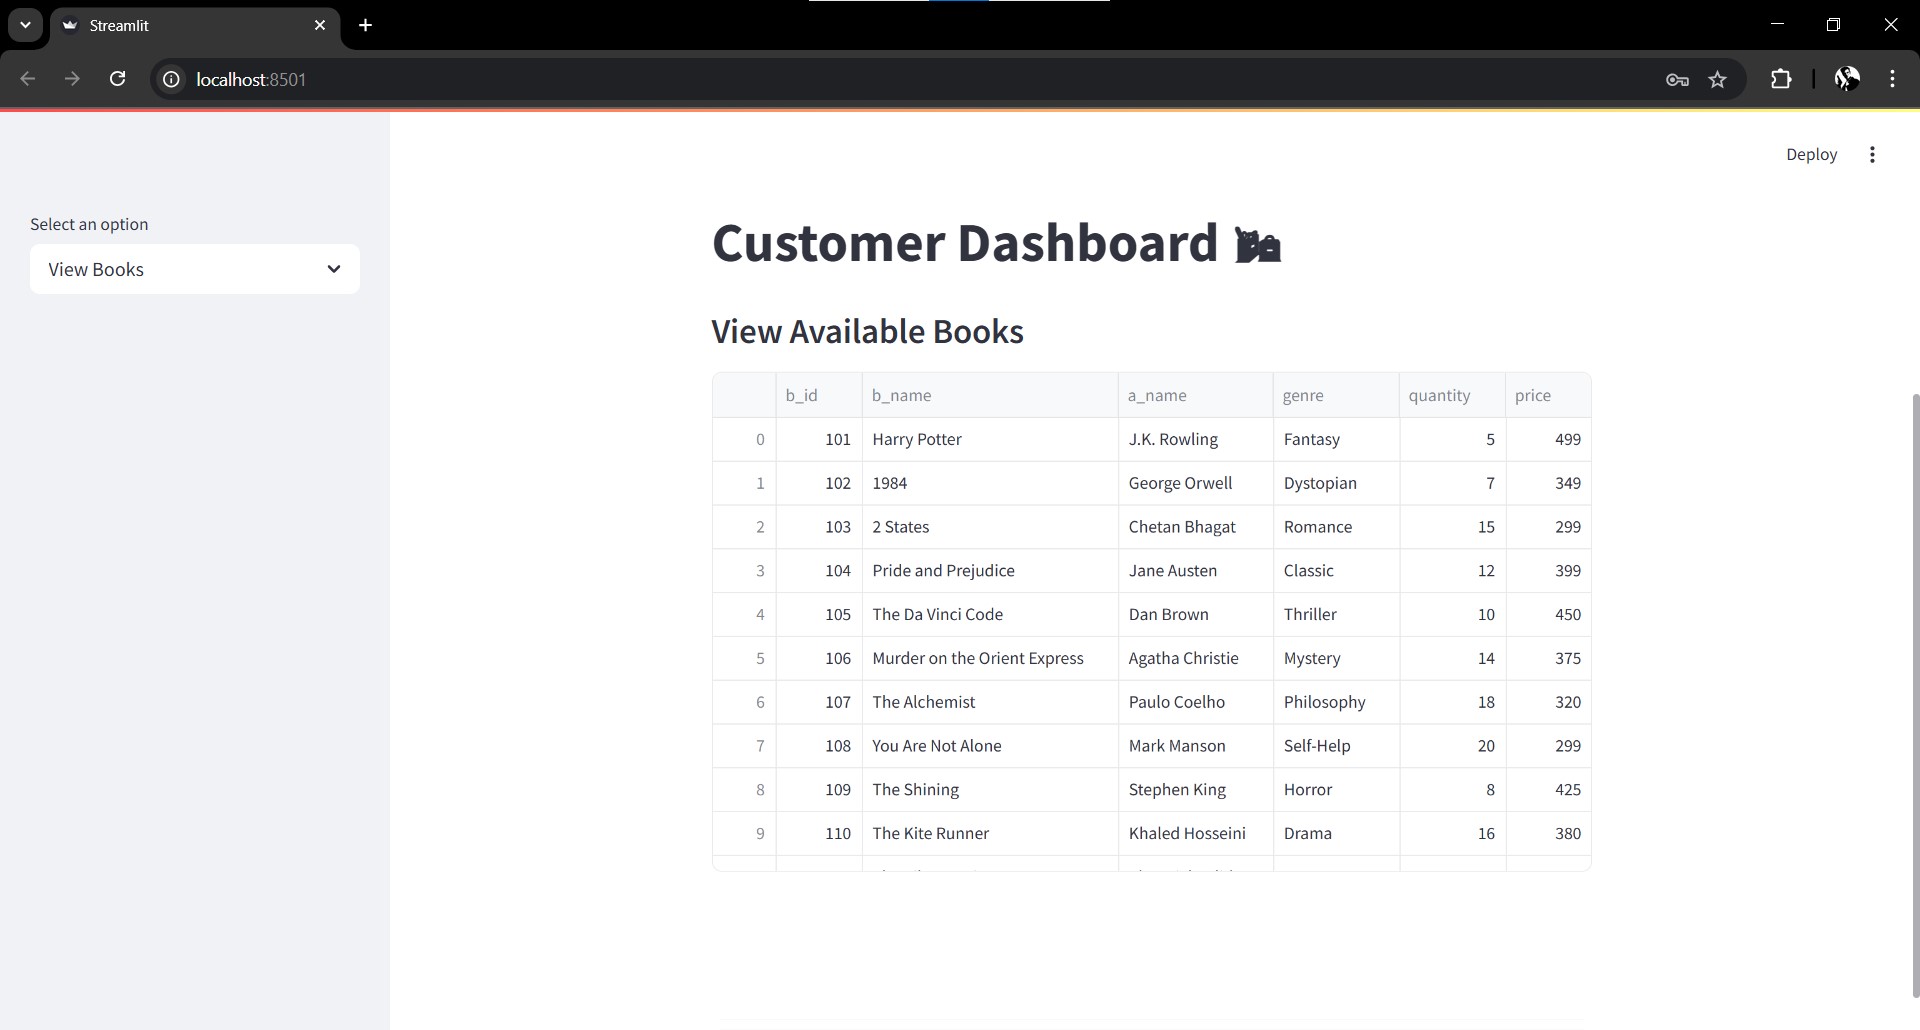 Streamlit
localhost:8501
Deploy
Select an option
View Books
Customer Dashboard 🛍
View Available Books
b_id b_name a_name genre quantity price
0 101 Harry Potter J.K. Rowling Fantasy 5 499
1 102 1984 George Orwell Dystopian 7 349
2 103 2 States Chetan Bhagat Romance 15 299
3 104 Pride and Prejudice Jane Austen Classic 12 399
4 105 The Da Vinci Code Dan Brown Thriller 10 450
5 106 Murder on the Orient Express Agatha Christie Mystery 14 375
6 107 The Alchemist Paulo Coelho Philosophy 18 320
7 108 You Are Not Alone Mark Manson Self-Help 20 299
8 109 The Shining Stephen King Horror 8 425
9 110 The Kite Runner Khaled Hosseini Drama 16 380